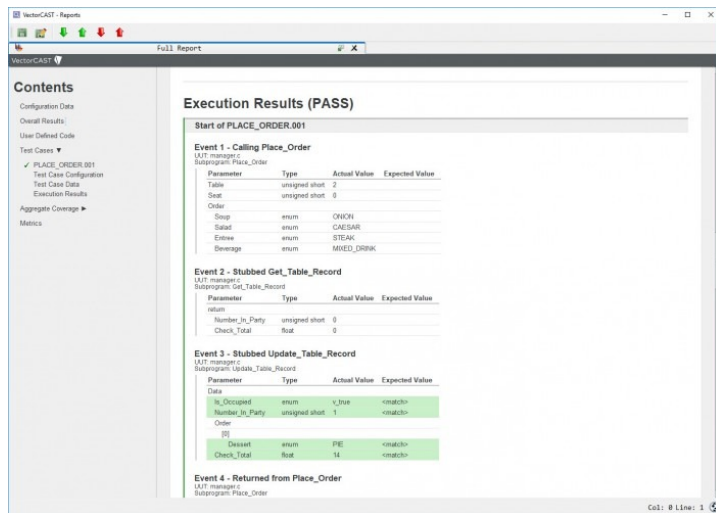 VectorCAST - Reports
Full Report
VectorCAST
Contents
Configuration Data
Overall Results
User Defined Code
Test Cases ▼
✓ PLACE_ORDER.001
Test Case Configuration
Test Case Data
Execution Results
Aggregate Coverage ►
Metrics
Execution Results (PASS)
Start of PLACE_ORDER.001
Event 1 - Calling Place_Order
UUT: manager.c
Subprogram: Place_Order
Parameter Type Actual Value Expected Value
Table unsigned short 2
Seat unsigned short 0
Order
Soup enum ONION
Salad enum CAESAR
Entree enum STEAK
Beverage enum MIXED_DRINK
Event 2 - Stubbed Get_Table_Record
UUT: manager.c
Subprogram: Get_Table_Record
Parameter Type Actual Value Expected Value
return
Number_In_Party unsigned short 0
Check_Total float 0
Event 3 - Stubbed Update_Table_Record
UUT: manager.c
Subprogram: Update_Table_Record
Parameter Type Actual Value Expected Value
Data
Is_Occupied enum v_true <match>
Number_In_Party unsigned short 1 <match>
Order
[0]
Dessert enum PIE <match>
Check_Total float 14 <match>
Event 4 - Returned from Place_Order
UUT: manager.c
Subprogram: Place_Order
Col: 0 Line: 1